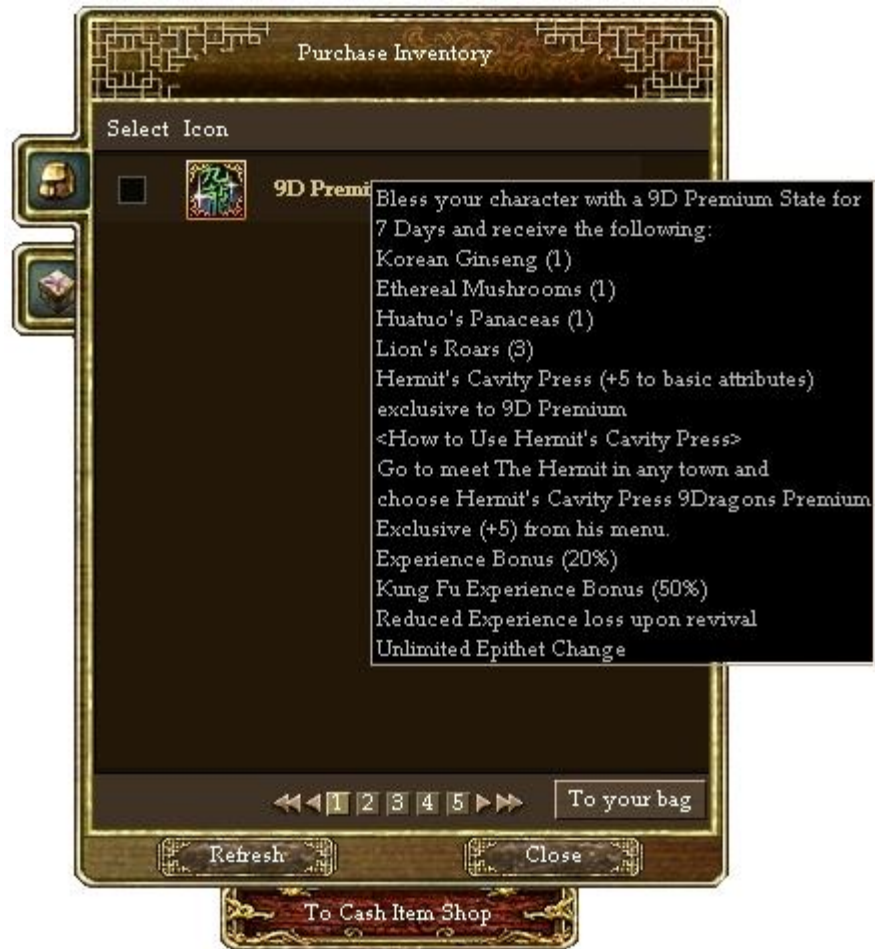 Purchase Inventory
Select Icon
九龍
9D Premi
Bless your character with a 9D Premium State for
7 Days and receive the following:
Korean Ginseng (1)
Ethereal Mushrooms (1)
Huatuo's Panaceas (1)
Lion's Roars (3)
Hermit's Cavity Press (+5 to basic attributes)
exclusive to 9D Premium
<How to Use Hermit's Cavity Press>
Go to meet The Hermit in any town and
choose Hermit's Cavity Press 9Dragons Premium
Exclusive (+5) from his menu.
Experience Bonus (20%)
Kung Fu Experience Bonus (50%)
Reduced Experience loss upon revival
Unlimited Epithet Change
1 2 3 4 5
To your bag
Refresh
Close
To Cash Item Shop